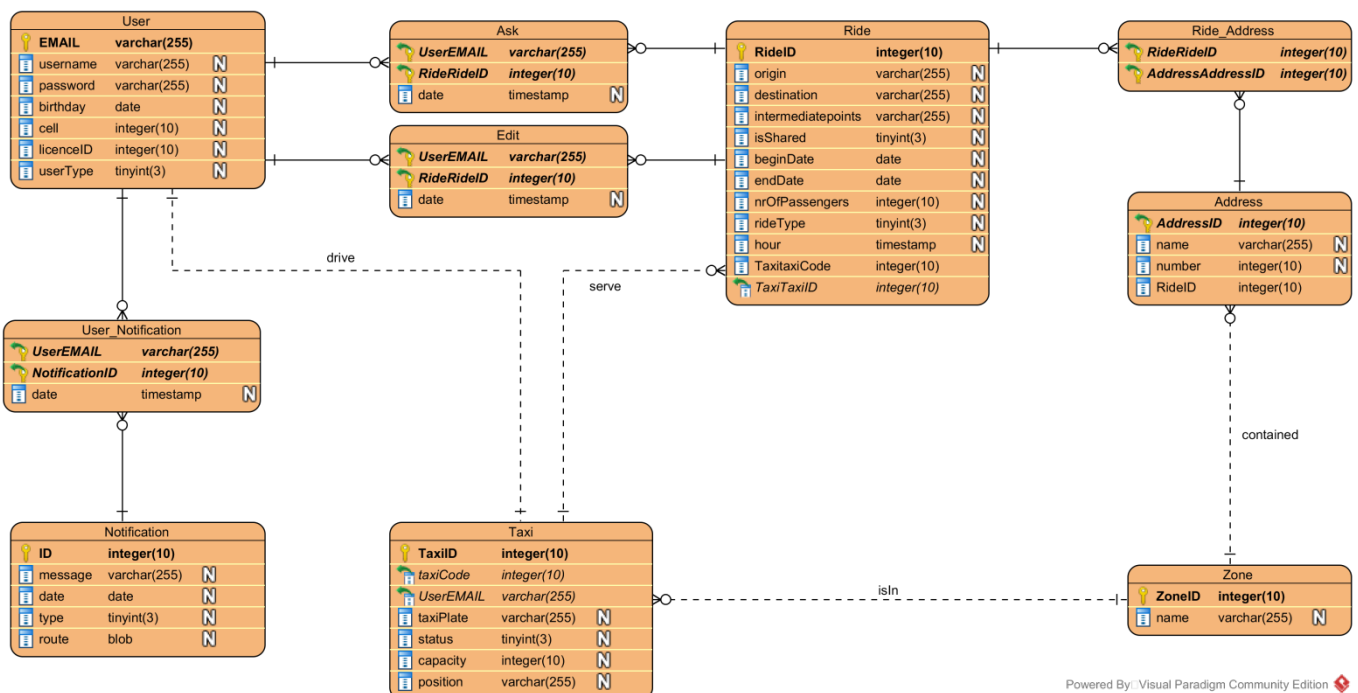 User
EMAIL varchar(255)
username varchar(255) N
password varchar(255) N
birthday date N
cell integer(10) N
licenceID integer(10) N
userType tinyint(3) N
Ask
UserEMAIL varchar(255)
RideRideID integer(10)
date timestamp N
Edit
UserEMAIL varchar(255)
RideRideID integer(10)
date timestamp N
Ride
RideID integer(10)
origin varchar(255) N
destination varchar(255) N
intermediatepoints varchar(255) N
isShared tinyint(3) N
beginDate date N
endDate date N
nrOfPassengers integer(10) N
rideType tinyint(3) N
hour timestamp N
TaxitaxiCode integer(10)
TaxiTaxiID integer(10)
Ride_Address
RideRideID integer(10)
AddressAddressID integer(10)
Address
AddressID integer(10)
name varchar(255) N
number integer(10) N
RideID integer(10)
drive
serve
User_Notification
UserEMAIL varchar(255)
NotificationID integer(10)
date timestamp N
contained
Notification
ID integer(10)
message varchar(255) N
date date N
type tinyint(3) N
route blob N
Taxi
TaxiID integer(10)
taxiCode integer(10)
UserEMAIL varchar(255)
taxiPlate varchar(255) N
status tinyint(3) N
capacity integer(10) N
position varchar(255) N
isIn
Zone
ZoneID integer(10)
name varchar(255) N
Powered By Visual Paradigm Community Edition